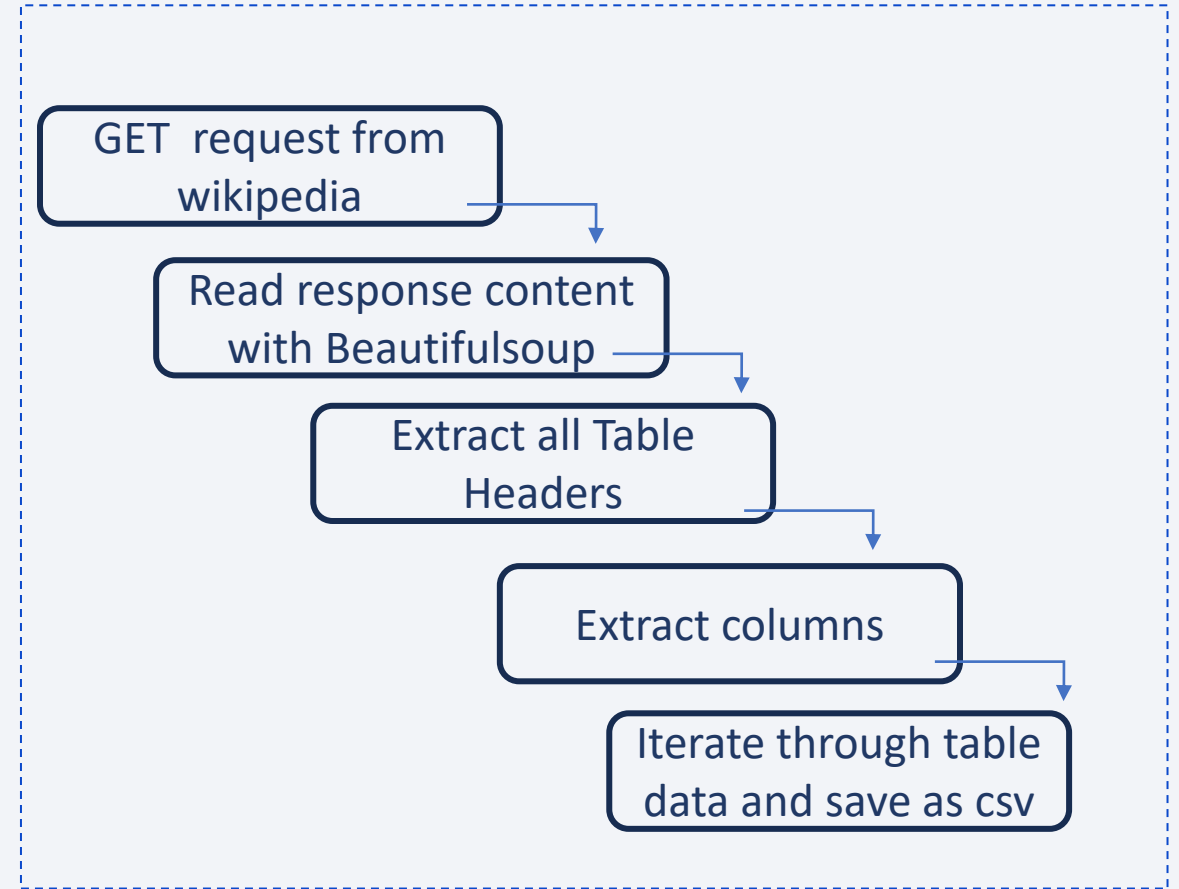 GET  request from
wikipedia
Read response content
with Beautifulsoup
Extract all Table
Headers
Extract columns
Iterate through table
data and save as csv